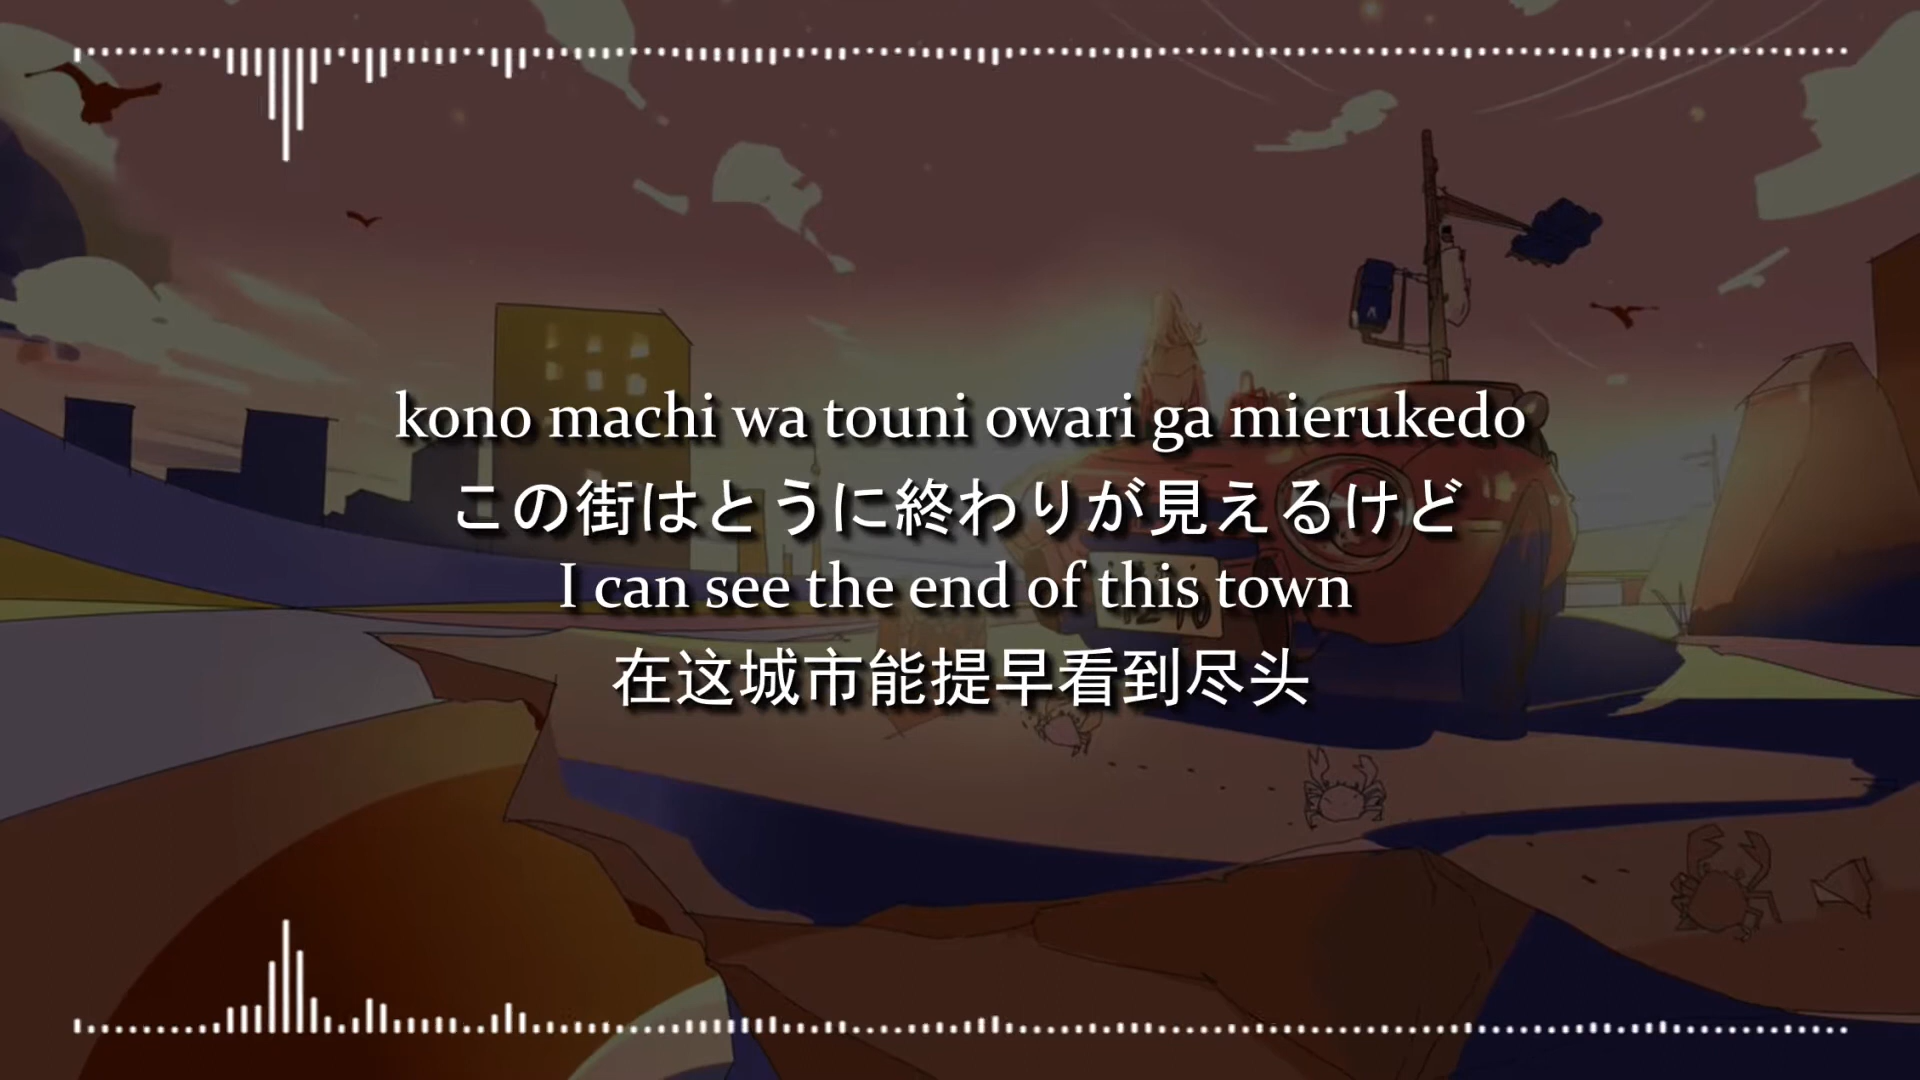 kono machi wa touni owari ga mierukedo
この街はとうに終わりが見えるけど
I can see the end of this town
在这城市能提早看到尽头